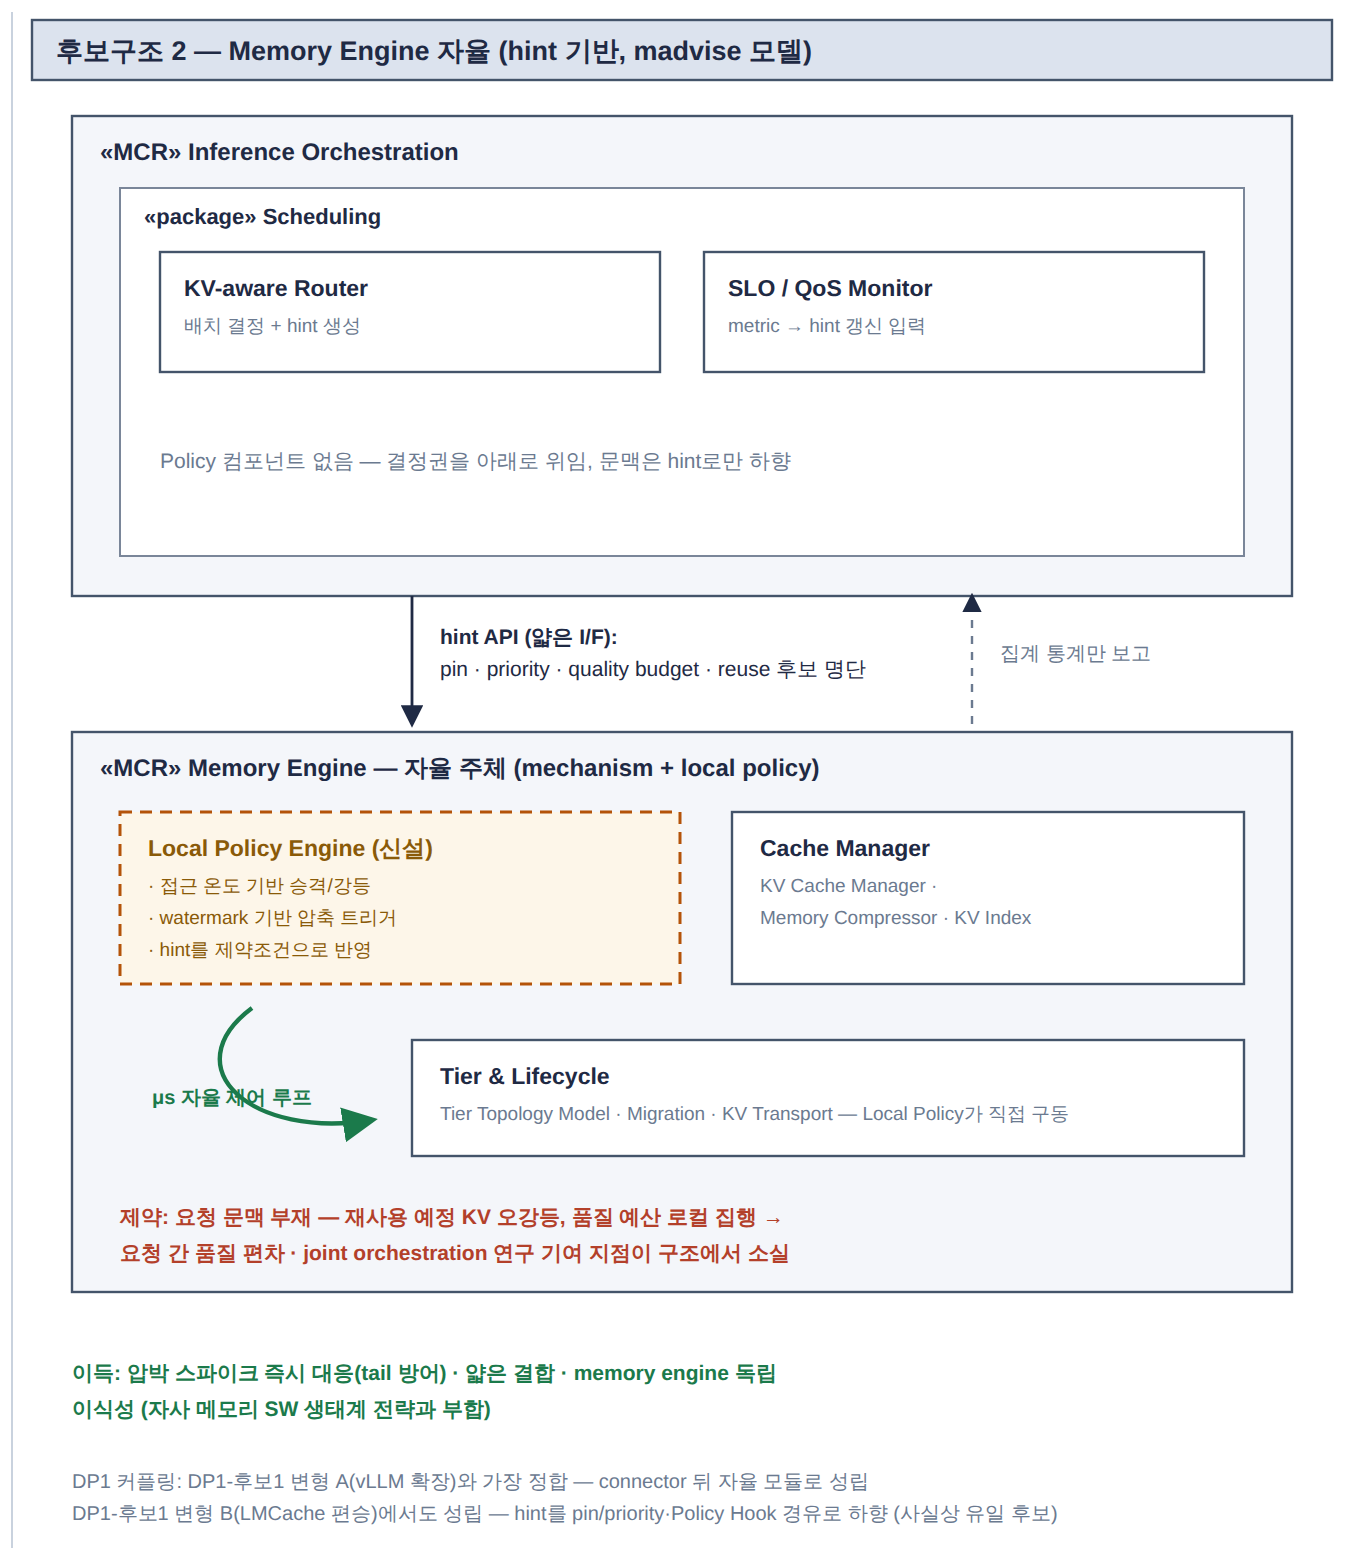 후보구조 2 — Memory Engine 자율 (hint 기반, madvise 모델)
«MCR» Inference Orchestration
«package» Scheduling
KV-aware Router
배치 결정 + hint 생성
SLO / QoS Monitor
metric → hint 갱신 입력
Policy 컴포넌트 없음 — 결정권을 아래로 위임, 문맥은 hint로만 하향
hint API (얇은 I/F):
pin · priority · quality budget · reuse 후보 명단
집계 통계만 보고
«MCR» Memory Engine — 자율 주체 (mechanism + local policy)
Local Policy Engine (신설)
· 접근 온도 기반 승격/강등
· watermark 기반 압축 트리거
· hint를 제약조건으로 반영
Cache Manager
KV Cache Manager ·
Memory Compressor · KV Index
µs 자율 제어 루프
Tier & Lifecycle
Tier Topology Model · Migration · KV Transport — Local Policy가 직접 구동
제약: 요청 문맥 부재 — 재사용 예정 KV 오강등, 품질 예산 로컬 집행 →
요청 간 품질 편차 · joint orchestration 연구 기여 지점이 구조에서 소실
이득: 압박 스파이크 즉시 대응(tail 방어) · 얇은 결합 · memory engine 독립
이식성 (자사 메모리 SW 생태계 전략과 부합)
DP1 커플링: DP1-후보1 변형 A(vLLM 확장)와 가장 정합 — connector 뒤 자율 모듈로 성립
DP1-후보1 변형 B(LMCache 편승)에서도 성립 — hint를 pin/priority·Policy Hook 경유로 하향 (사실상 유일 후보)